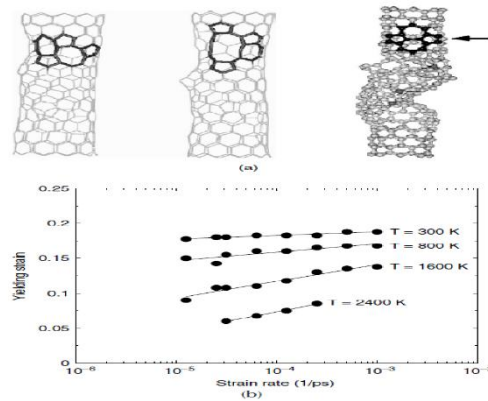 (a)
0.25
0.2
0.15
0.1
0.05
0
Yielding strain
T = 300 K
T = 800 K
T = 1600 K
T = 2400 K
10⁻⁶
10⁻⁵
10⁻⁴
10⁻³
Strain rate (1/ps)
(b)